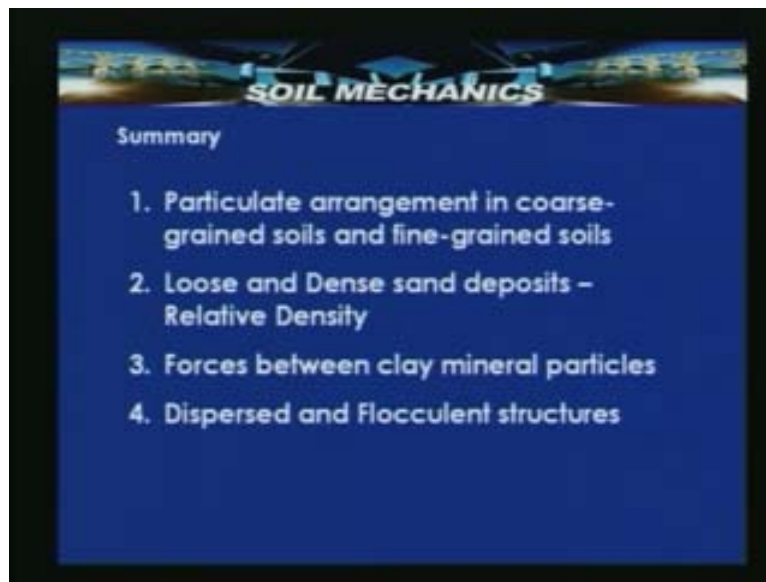 SOIL MECHANICS
Summary
1. Particulate arrangement in coarse-
grained soils and fine-grained soils
2. Loose and Dense sand deposits –
Relative Density
3. Forces between clay mineral particles
4. Dispersed and Flocculent structures